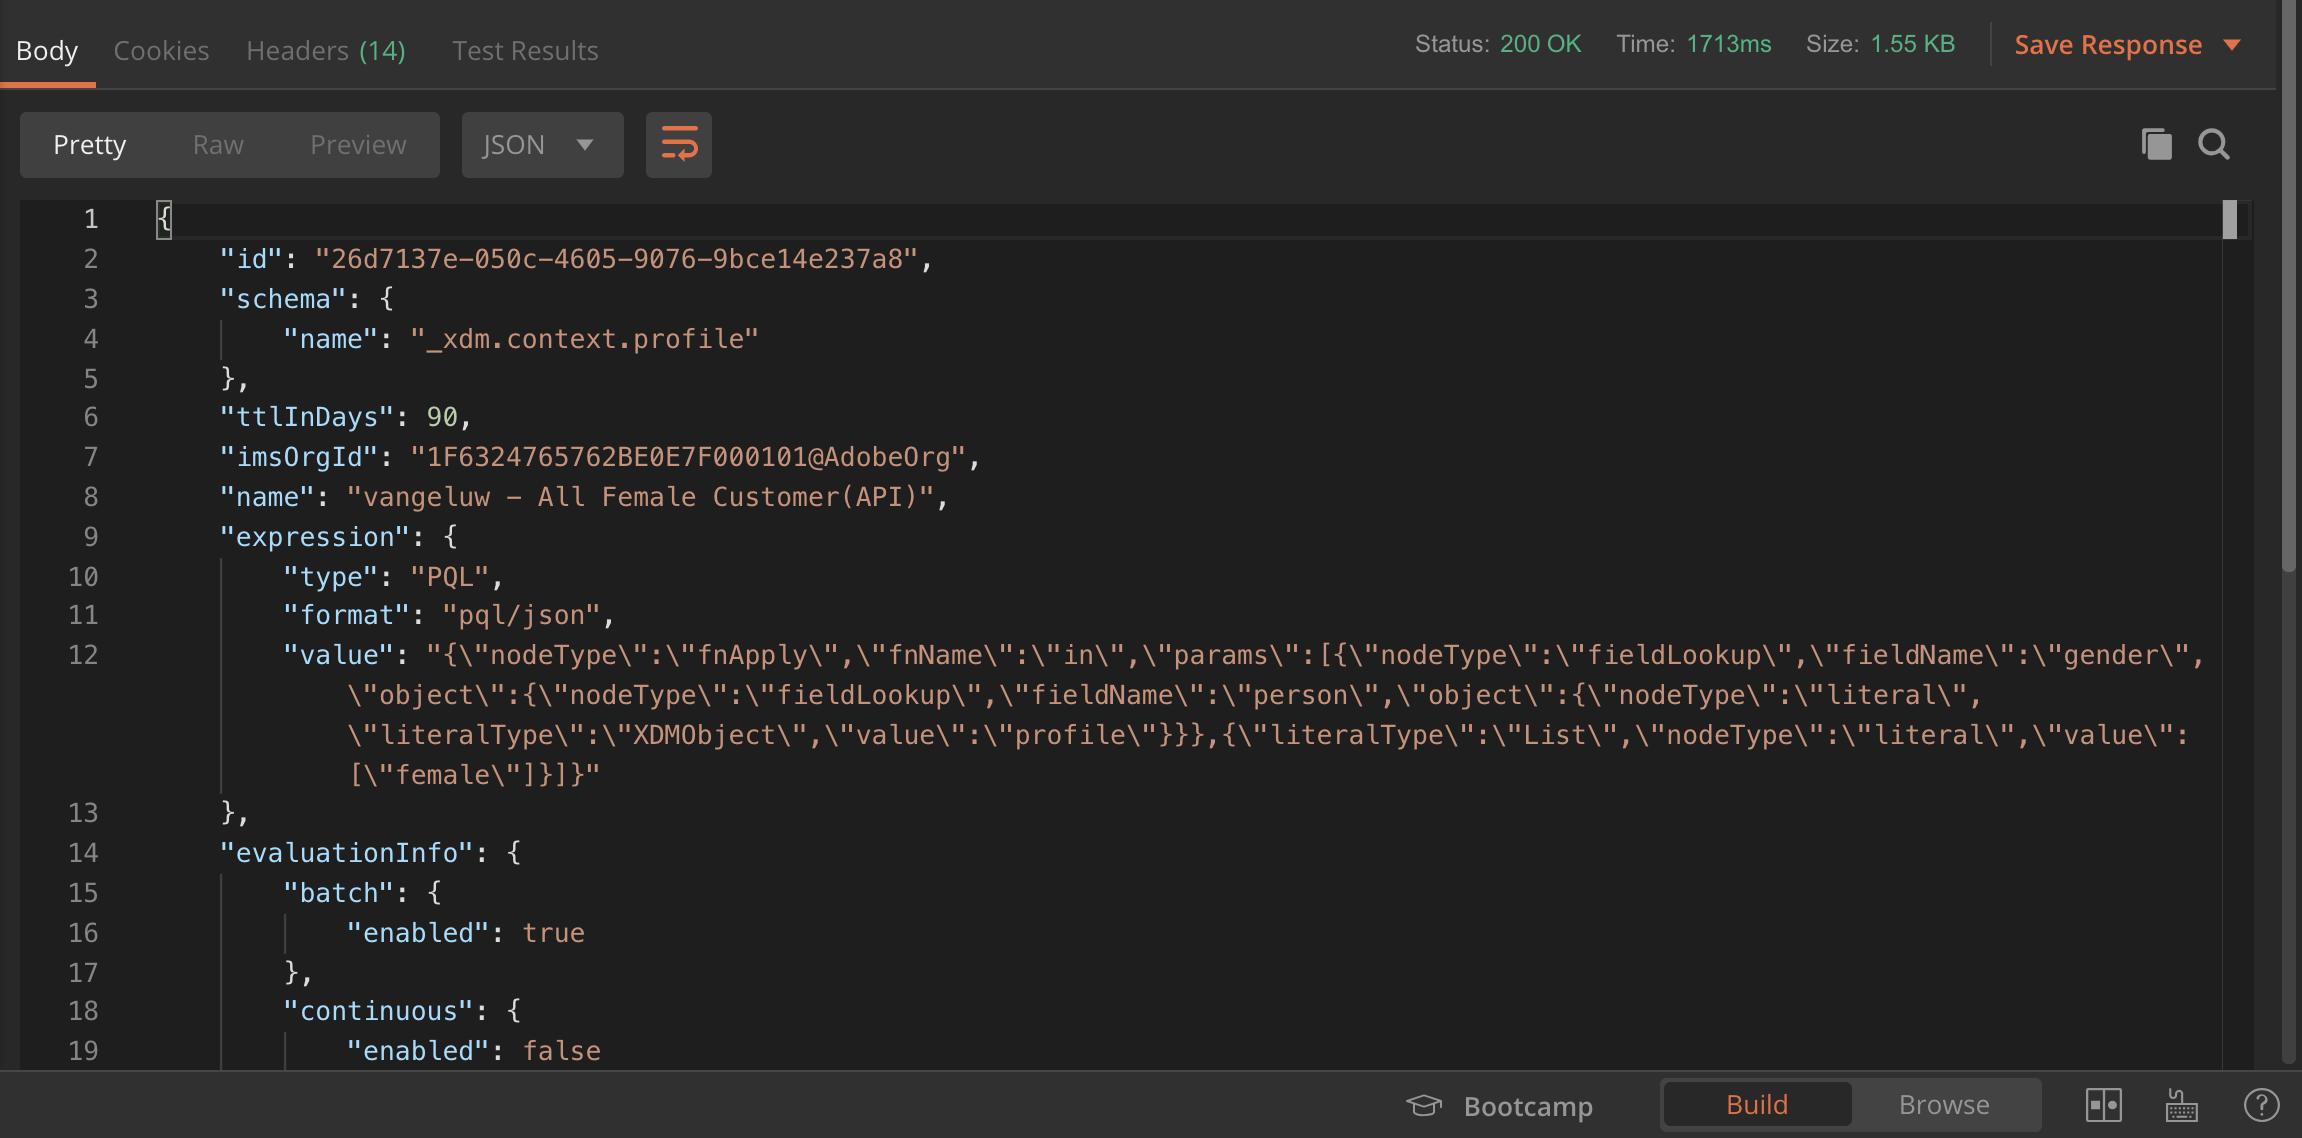 Body Cookies Headers (14) Test Results Status: 200 OK Time: 1713ms Size: 1.55 KB Save Response
Pretty Raw Preview JSON
1 {
2 "id": "26d7137e-050c-4605-9076-9bce14e237a8",
3 "schema": {
4 "name": "_xdm.context.profile"
5 },
6 "ttlInDays": 90,
7 "imsOrgId": "1F6324765762BE0E7F000101@AdobeOrg",
8 "name": "vangeluw - All Female Customer(API)",
9 "expression": {
10 "type": "PQL",
11 "format": "pql/json",
12 "value": "{\"nodeType\":\"fnApply\",\"fnName\":\"in\",\"params\":[{\"nodeType\":\"fieldLookup\",\"fieldName\":\"gender\",
\"object\":{\"nodeType\":\"fieldLookup\",\"fieldName\":\"person\",\"object\":{\"nodeType\":\"literal\",
\"literalType\":\"XDMObject\",\"value\":\"profile\"}}},{\"literalType\":\"List\",\"nodeType\":\"literal\",\"value\":
[\"female\"]}]}"
13 },
14 "evaluationInfo": {
15 "batch": {
16 "enabled": true
17 },
18 "continuous": {
19 "enabled": false
Bootcamp Build Browse ?